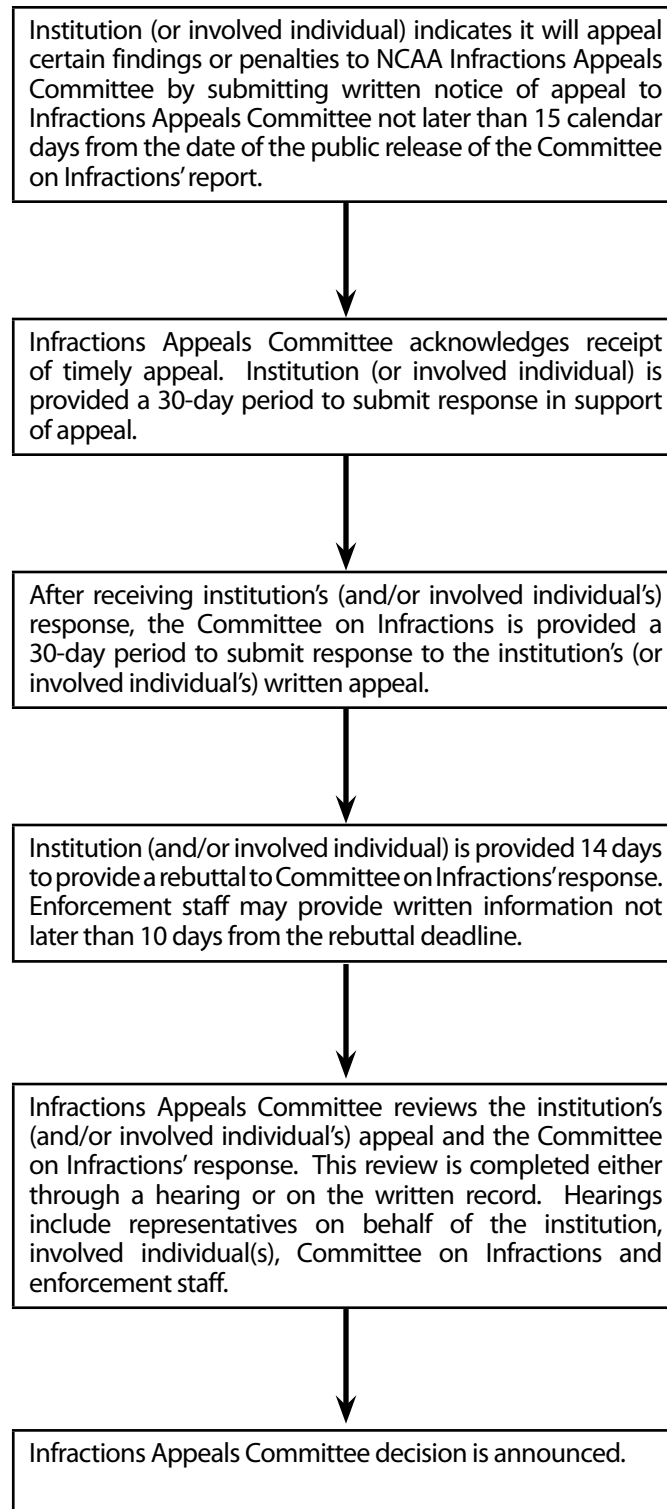 Institution (or involved individual) indicates it will appeal
certain findings or penalties to NCAA Infractions Appeals
Committee by submitting written notice of appeal to
Infractions Appeals Committee not later than 15 calendar
days from the date of the public release of the Committee
on Infractions' report.
Infractions Appeals Committee acknowledges receipt
of timely appeal. Institution (or involved individual) is
provided a 30-day period to submit response in support
of appeal.
After receiving institution's (and/or involved individual's)
response, the Committee on Infractions is provided a
30-day period to submit response to the institution's (or
involved individual's) written appeal.
Institution (and/or involved individual) is provided 14 days
to provide a rebuttal to Committee on Infractions' response.
Enforcement staff may provide written information not
later than 10 days from the rebuttal deadline.
Infractions Appeals Committee reviews the institution's
(and/or involved individual's) appeal and the Committee
on Infractions' response. This review is completed either
through a hearing or on the written record. Hearings
include representatives on behalf of the institution,
involved individual(s), Committee on Infractions and
enforcement staff.
Infractions Appeals Committee decision is announced.